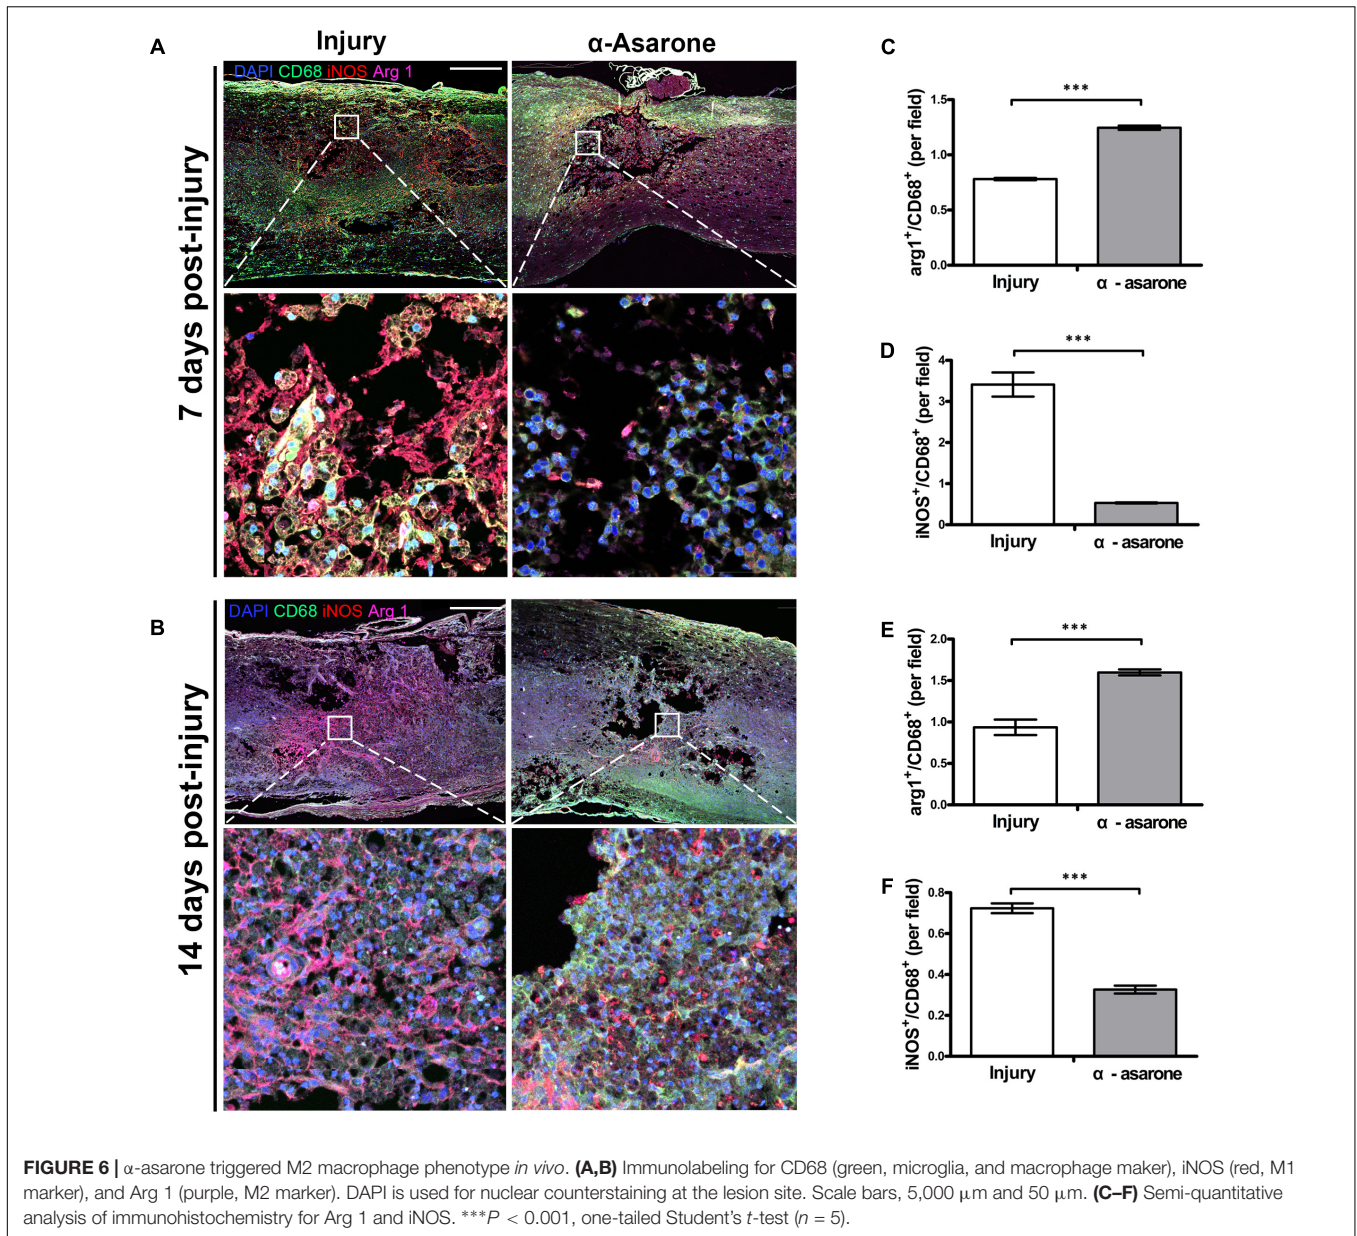 A
Injury
α-Asarone
DAPI CD68 iNOS Arg 1
7 days post-injury
B
DAPI CD68 iNOS Arg 1
14 days post-injury
C
***
arg1⁺/CD68⁺ (per field)
1.5
1.0
0.5
0.0
Injury
α - asarone
D
***
iNOS⁺/CD68⁺ (per field)
4
3
2
1
0
Injury
α - asarone
E
***
arg1⁺/CD68⁺ (per field)
2.0
1.5
1.0
0.5
0.0
Injury
α - asarone
F
***
iNOS⁺/CD68⁺ (per field)
0.8
0.6
0.4
0.2
0.0
Injury
α - asarone
FIGURE 6 | α-asarone triggered M2 macrophage phenotype in vivo. (A,B) Immunolabeling for CD68 (green, microglia, and macrophage maker), iNOS (red, M1
marker), and Arg 1 (purple, M2 marker). DAPI is used for nuclear counterstaining at the lesion site. Scale bars, 5,000 μm and 50 μm. (C–F) Semi-quantitative
analysis of immunohistochemistry for Arg 1 and iNOS. ***P < 0.001, one-tailed Student's t-test (n = 5).